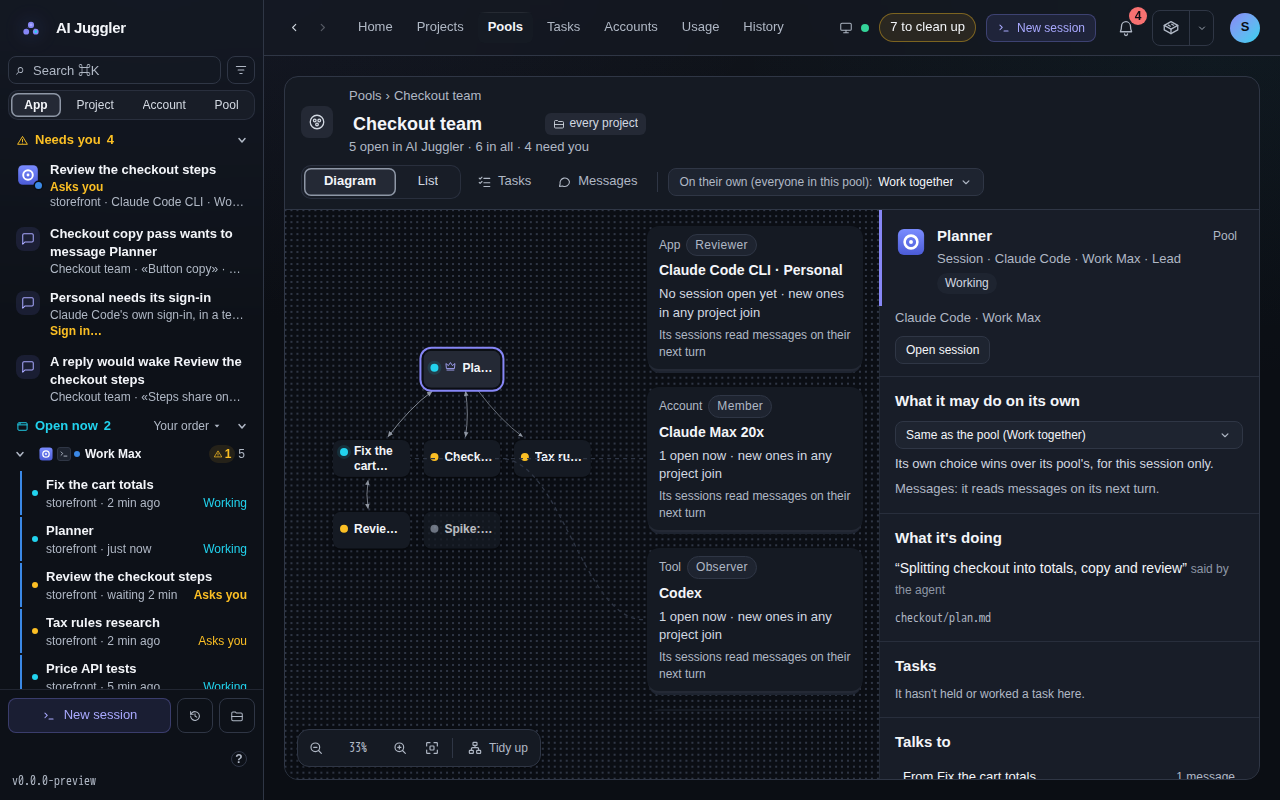 AI Juggler
Search ⌘K
App
Project
Account
Pool
Needs you 4
Review the checkout steps
Asks you
storefront · Claude Code CLI · Wo…
Checkout copy pass wants to
message Planner
Checkout team · «Button copy» · …
Personal needs its sign-in
Claude Code's own sign-in, in a te…
Sign in…
A reply would wake Review the
checkout steps
Checkout team · «Steps share on…
Open now 2
Your order
Work Max
1 5
Fix the cart totals
storefront · 2 min ago
Working
Planner
storefront · just now
Working
Review the checkout steps
storefront · waiting 2 min
Asks you
Tax rules research
storefront · 2 min ago
Asks you
Price API tests
storefront · 5 min ago
Working
New session
?
v0.0.0-preview
Home
Projects
Pools
Tasks
Accounts
Usage
History
7 to clean up
New session
4
S
Pools › Checkout team
Checkout team
every project
5 open in AI Juggler · 6 in all · 4 need you
Diagram
List
Tasks
Messages
On their own (everyone in this pool): Work together
Pla…
Fix the
cart…
Check…
Tax ru…
Revie…
Spike:…
App
Reviewer
Claude Code CLI · Personal
No session open yet · new ones
in any project join
Its sessions read messages on their
next turn
Account
Member
Claude Max 20x
1 open now · new ones in any
project join
Its sessions read messages on their
next turn
Tool
Observer
Codex
1 open now · new ones in any
project join
Its sessions read messages on their
next turn
33%
Tidy up
Planner
Pool
Session · Claude Code · Work Max · Lead
Working
Claude Code · Work Max
Open session
What it may do on its own
Same as the pool (Work together)
Its own choice wins over its pool's, for this session only.
Messages: it reads messages on its next turn.
What it's doing
“Splitting checkout into totals, copy and review” said by
the agent
checkout/plan.md
Tasks
It hasn't held or worked a task here.
Talks to
From Fix the cart totals
1 message